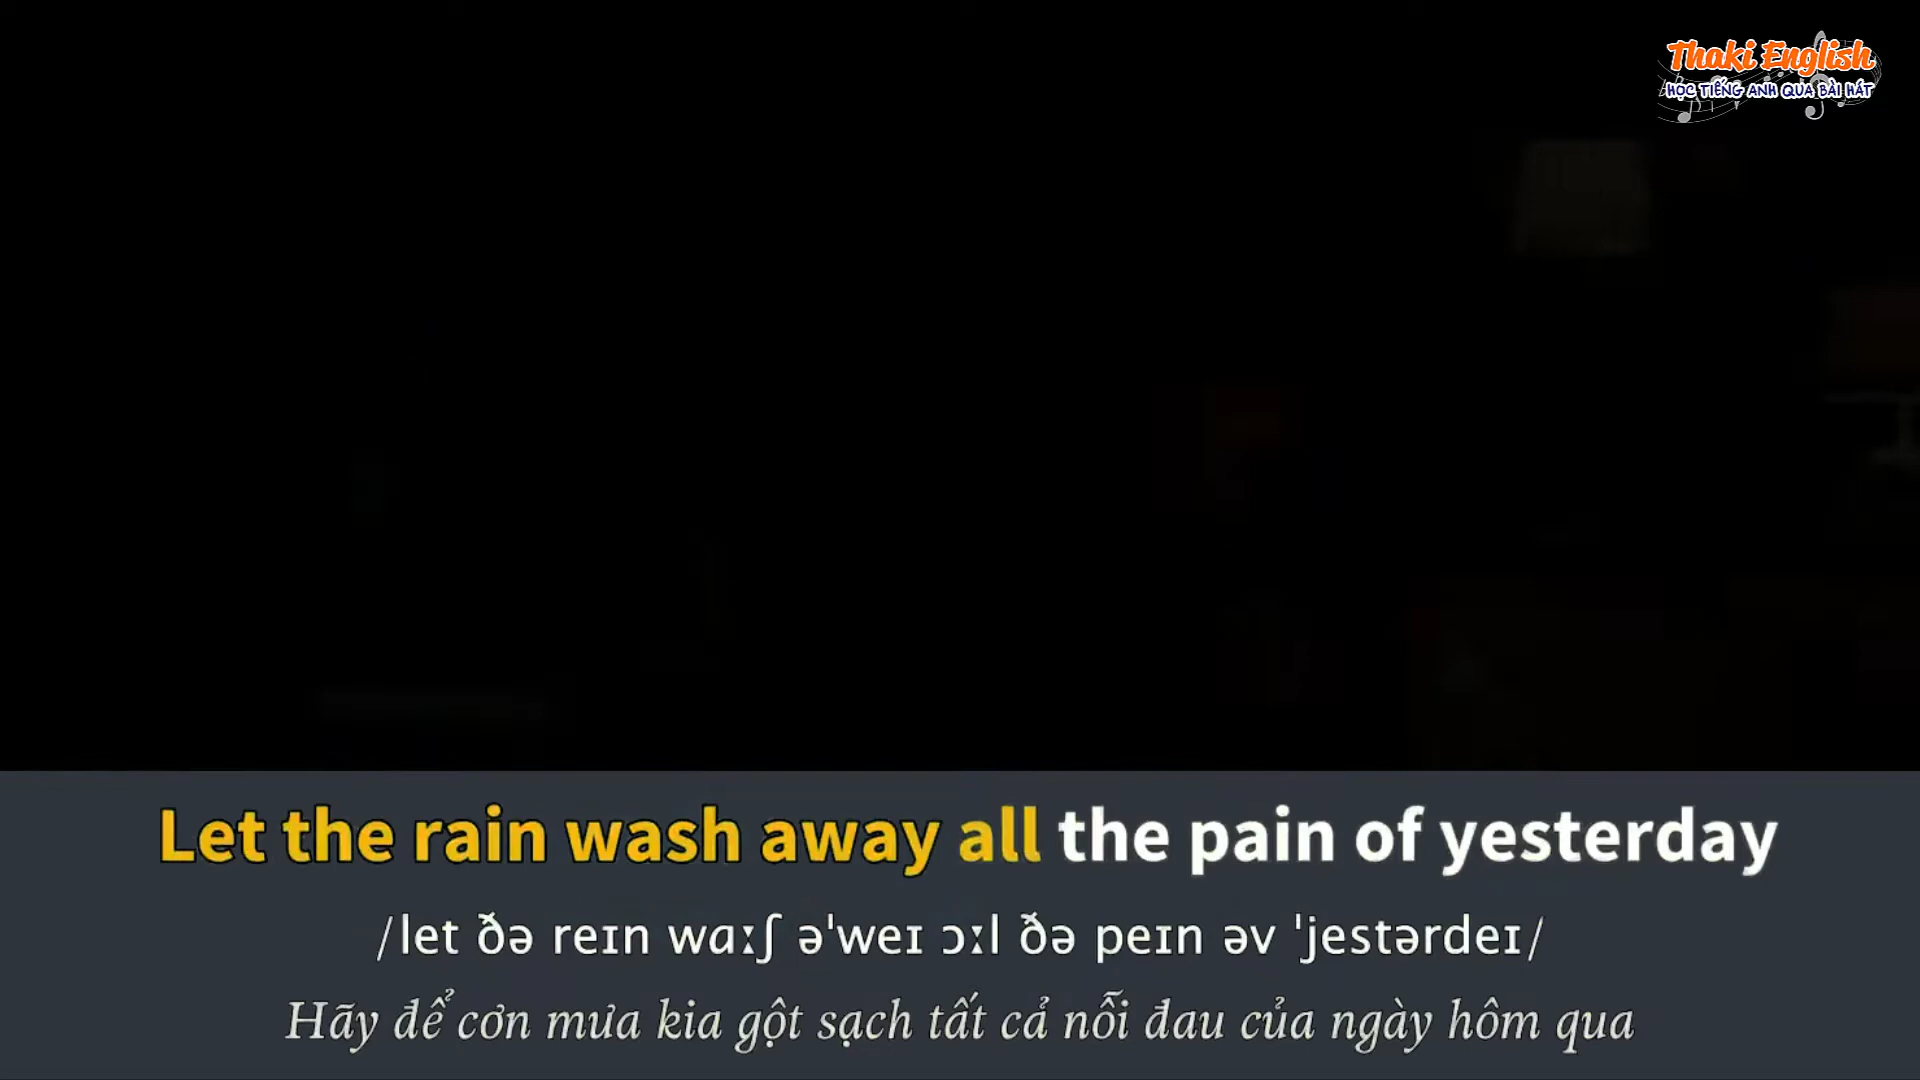 Thaki English
HỌC TIẾNG ANH QUA BÀI HÁT
Let the rain wash away all the pain of yesterday
/let ðə reɪn wɑːʃ əˈweɪ ɔːl ðə peɪn əv ˈjestərdeɪ/
Hãy để cơn mưa kia gột sạch tất cả nỗi đau của ngày hôm qua